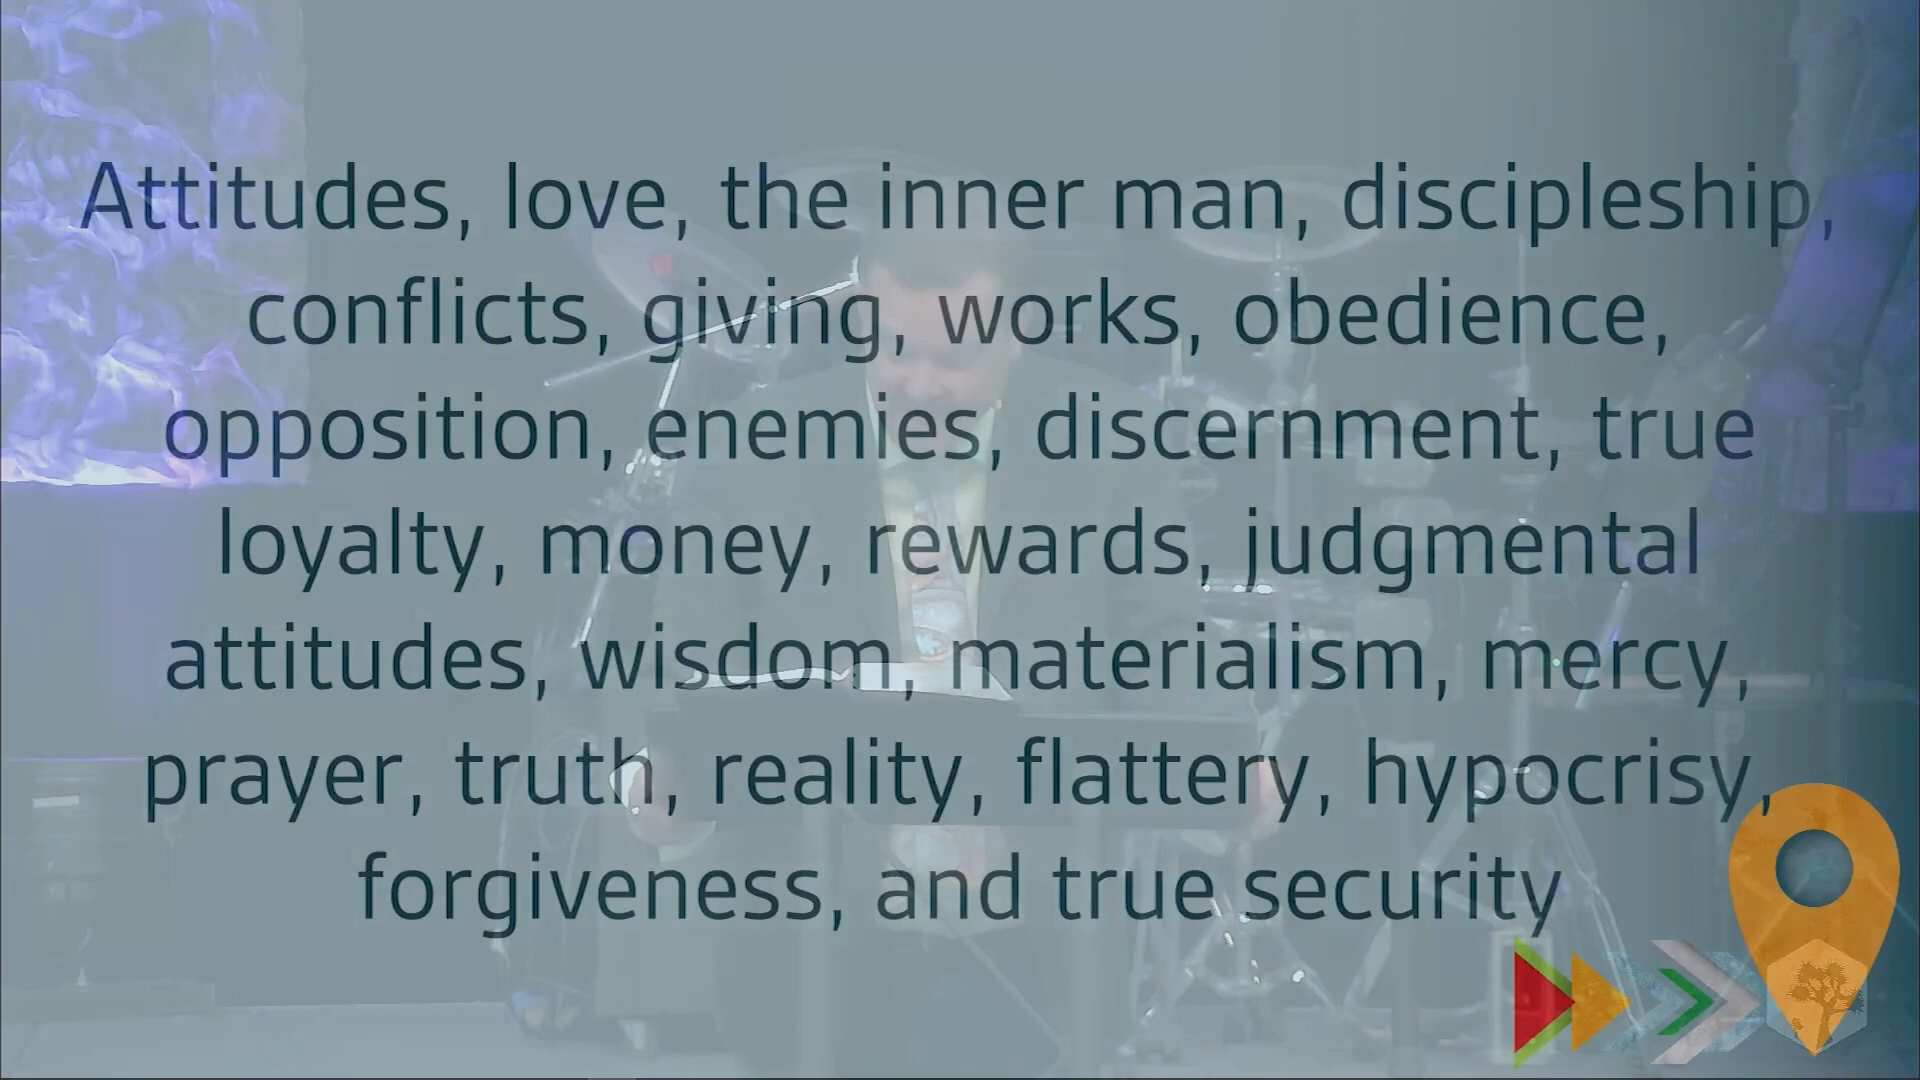 Attitudes, love, the inner man, discipleship,
conflicts, giving, works, obedience,
opposition, enemies, discernment, true
loyalty, money, rewards, judgmental
attitudes, wisdom, materialism, mercy,
prayer, truth, reality, flattery, hypocrisy,
forgiveness, and true security